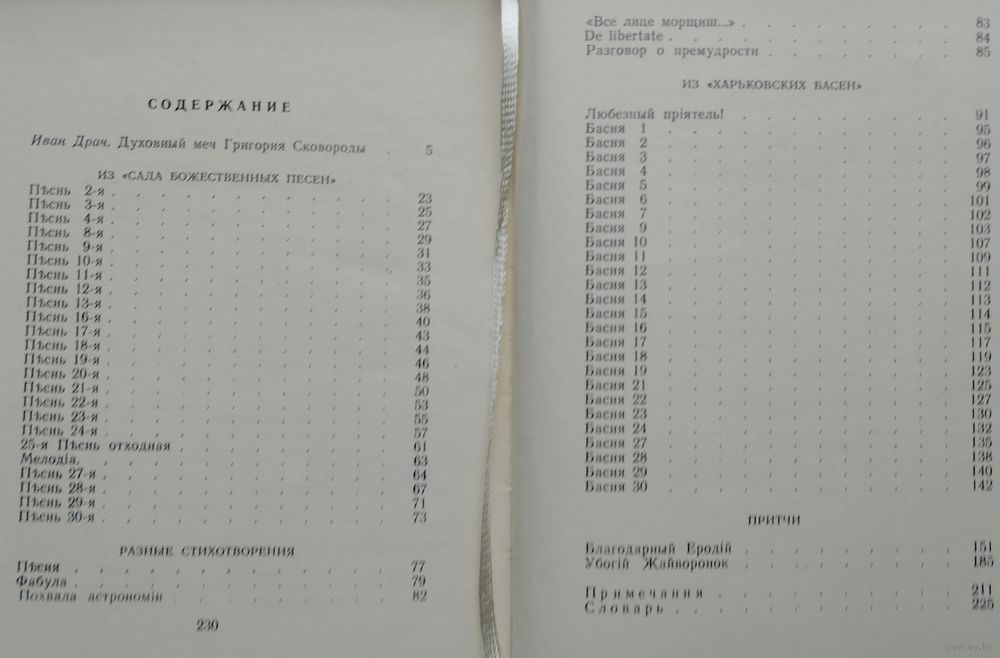 СОДЕРЖАНИЕ
Иван Драч. Духовный меч Григория Сковороды . 5
ИЗ «САДА БОЖЕСТВЕННЫХ ПЕСЕН»
Пѣснь 2-я . 23
Пѣснь 3-я . 25
Пѣснь 4-я . 27
Пѣснь 8-я . 29
Пѣснь 9-я . 31
Пѣснь 10-я . 33
Пѣснь 11-я . 35
Пѣснь 12-я . 36
Пѣснь 13-я . 38
Пѣснь 16-я . 40
Пѣснь 17-я . 43
Пѣснь 18-я . 44
Пѣснь 19-я . 46
Пѣснь 20-я . 48
Пѣснь 21-я . 50
Пѣснь 22-я . 53
Пѣснь 23-я . 55
Пѣснь 24-я . 57
25-я Пѣснь отходная . 61
Мелодія. . 63
Пѣснь 27-я . 64
Пѣснь 28-я . 67
Пѣснь 29-я . 71
Пѣснь 30-я . 73
РАЗНЫЕ СТИХОТВОРЕНИЯ
Пѣсня . 77
Фабула . 79
Похвала астрономіи . 82
230
«Все лице морщиш...» . 83
De libertate . 84
Разговор о премудрости . 85
ИЗ «ХАРЬКОВСКИХ БАСЕН»
Любезный пріятель! . 91
Басня 1 . 95
Басня 2 . 96
Басня 3 . 97
Басня 4 . 98
Басня 5 . 99
Басня 6 . 101
Басня 7 . 102
Басня 9 . 103
Басня 10 . 107
Басня 11 . 109
Басня 12 . 111
Басня 13 . 112
Басня 14 . 113
Басня 15 . 114
Басня 16 . 115
Басня 17 . 117
Басня 18 . 119
Басня 19 . 123
Басня 21 . 125
Басня 22 . 127
Басня 23 . 130
Басня 24 . 132
Басня 27 . 135
Басня 28 . 138
Басня 29 . 140
Басня 30 . 142
ПРИТЧИ
Благодарный Еродій . 151
Убогій Жайворонок . 185
Примечания . 211
Словарь . 225
www.ay.by